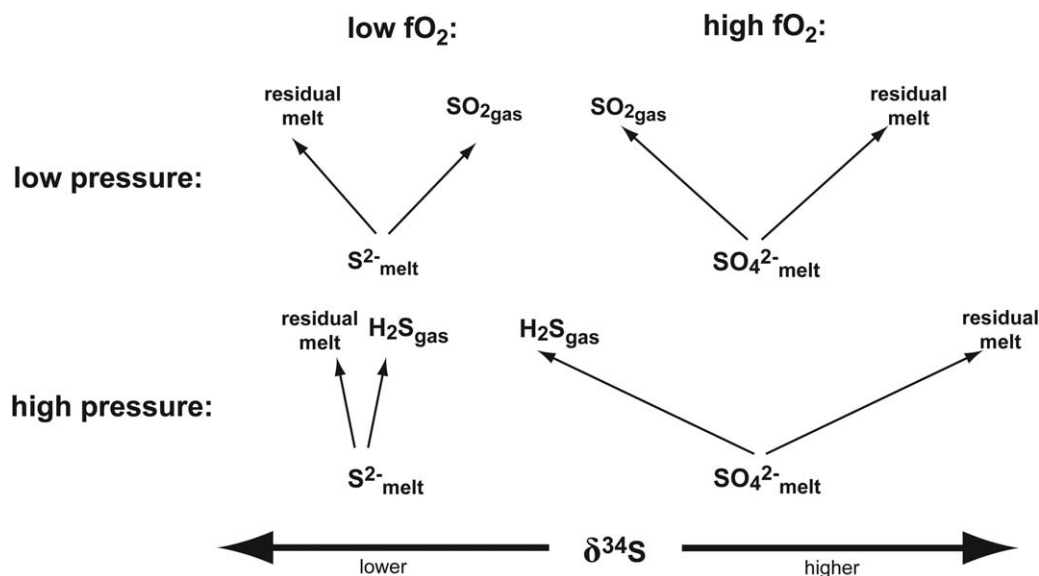 low fO₂: high fO₂:
residual melt SO₂gas SO₂gas residual melt
low pressure:
S²⁻melt SO₄²⁻melt
residual melt H₂Sgas H₂Sgas residual melt
high pressure:
S²⁻melt SO₄²⁻melt
δ³⁴S
lower higher